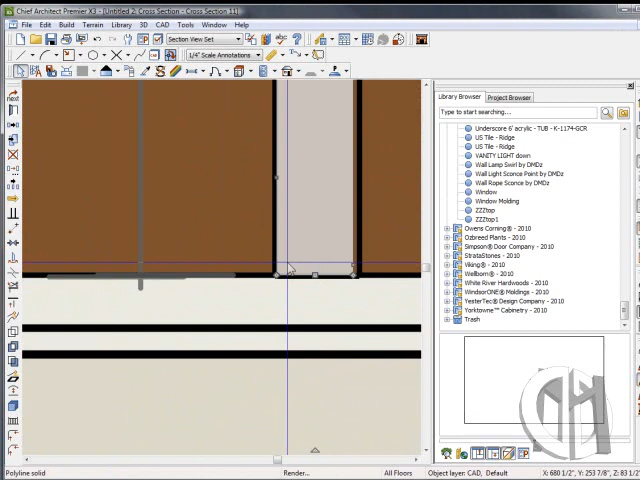 Chief Architect Premier X3 - [Untitled 2: Cross Section - Cross Section 11]
File Edit Build Terrain Library 3D CAD Tools Window Help
Section View Set
abc
1/4" Scale Annotations
Library Browser Project Browser
Type to start searching...
next
Underscore 6' acrylic - TUB - K-1174-GCR
US Tile - Ridge
US Tile - Ridge
VANITY LIGHT down
Wall Lamp Swirl by DMDz
Wall Light Sconce Point by DMDz
Wall Rope Sconce by DMDz
Window
Window Molding
ZZZtop
ZZZtop1
Owens Corning® - 2010
Ozbreed Plants - 2010
Simpson® Door Company - 2010
StrataStones - 2010
Viking® - 2010
Wellborn® - 2010
White River Hardwoods - 2010
WindsorONE® Moldings - 2010
YesterTec® Design Company - 2010
Yorktowne™ Cabinetry - 2010
Trash
Polyline solid
Render...
All Floors
Object layer: CAD, Default
X: 680 1/2", Y: 253 7/8", Z: 83 1/2